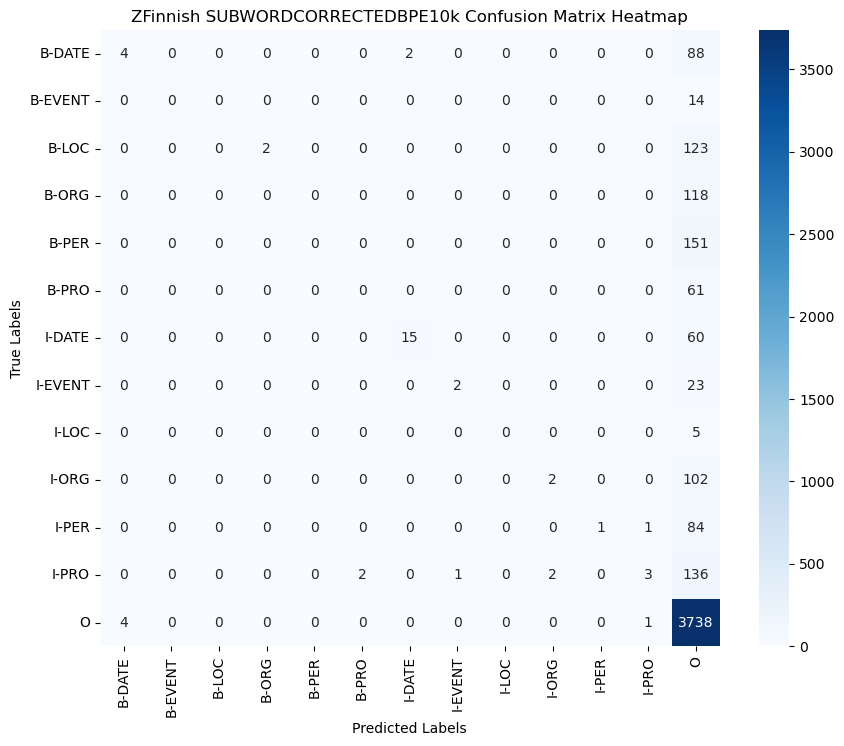 ZFinnish SUBWORDCORRECTEDBPE10k Confusion Matrix Heatmap
B-DATE 4 0 0 0 0 0 2 0 0 0 0 0 88
B-EVENT 0 0 0 0 0 0 0 0 0 0 0 0 14
B-LOC 0 0 0 2 0 0 0 0 0 0 0 0 123
B-ORG 0 0 0 0 0 0 0 0 0 0 0 0 118
B-PER 0 0 0 0 0 0 0 0 0 0 0 0 151
B-PRO 0 0 0 0 0 0 0 0 0 0 0 0 61
I-DATE 0 0 0 0 0 0 15 0 0 0 0 0 60
I-EVENT 0 0 0 0 0 0 0 2 0 0 0 0 23
I-LOC 0 0 0 0 0 0 0 0 0 0 0 0 5
I-ORG 0 0 0 0 0 0 0 0 0 2 0 0 102
I-PER 0 0 0 0 0 0 0 0 0 0 1 1 84
I-PRO 0 0 0 0 0 2 0 1 0 2 0 3 136
O 4 0 0 0 0 0 0 0 0 0 0 1 3738
B-DATE B-EVENT B-LOC B-ORG B-PER B-PRO I-DATE I-EVENT I-LOC I-ORG I-PER I-PRO O
Predicted Labels
True Labels
3500
3000
2500
2000
1500
1000
500
0